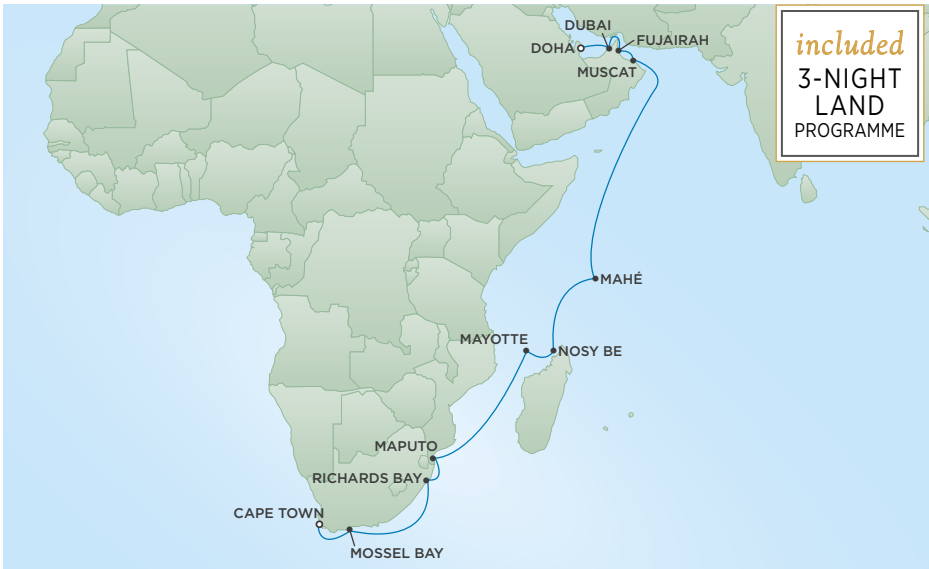 DUBAI
DOHA
FUJAIRAH
MUSCAT
included
3-NIGHT
LAND
PROGRAMME
MAHÉ
MAYOTTE
NOSY BE
MAPUTO
RICHARDS BAY
CAPE TOWN
MOSSEL BAY